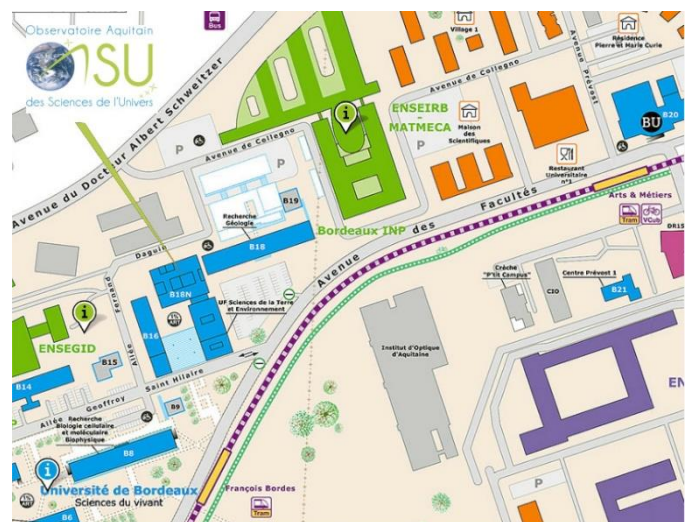 Observatoire Aquitain
OASU
des Sciences de l'Univers
Bus
Village 1
Résidence
Pierre et Marie Curie
Avenue du Docteur Albert Schweitzer
Avenue de Collegno
Avenue Prévost
ENSEIRB
-
MATMECA
Maison
des
Scientifiques
BU
B20
P
Avenue de Collegno
P
Restaurant
Universitaire
n°1
Arts & Métiers
Tram
VCub
DR15
B19
Recherche
Géologie
B18
Bordeaux INP
Avenue des Facultés
Daguin
Allée Fernand
B18N
UF Sciences de la Terre
et Environnement
B16
Crèche
"P'tit Campus"
CIO
Centre Prévost 1
B21
ENSEGID
B15
Institut d'Optique
d'Aquitaine
B14
Allée Geoffroy Saint Hilaire
B9
EN
Recherche
Biologie cellulaire
et moléculaire
Biophysique
B8
P
Université de Bordeaux
Sciences du vivant
François Bordes
Tram
B6